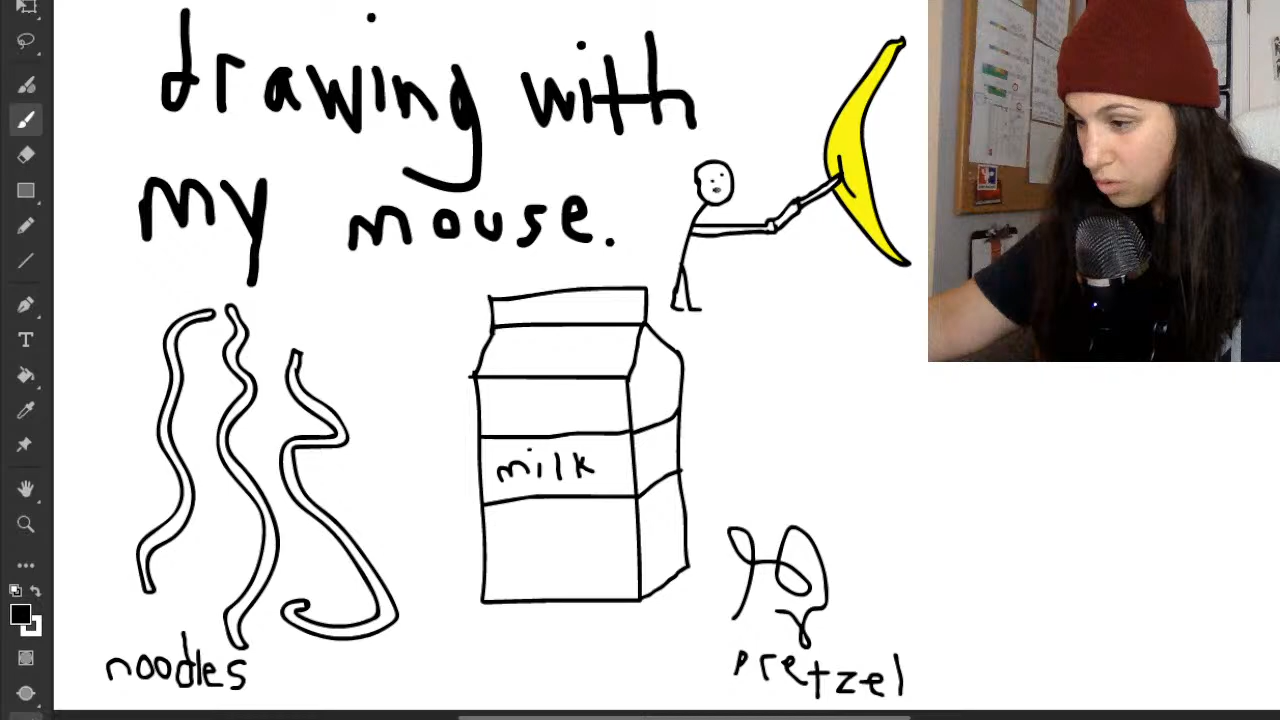 drawing with
my mouse.
milk
noodles
pretzel